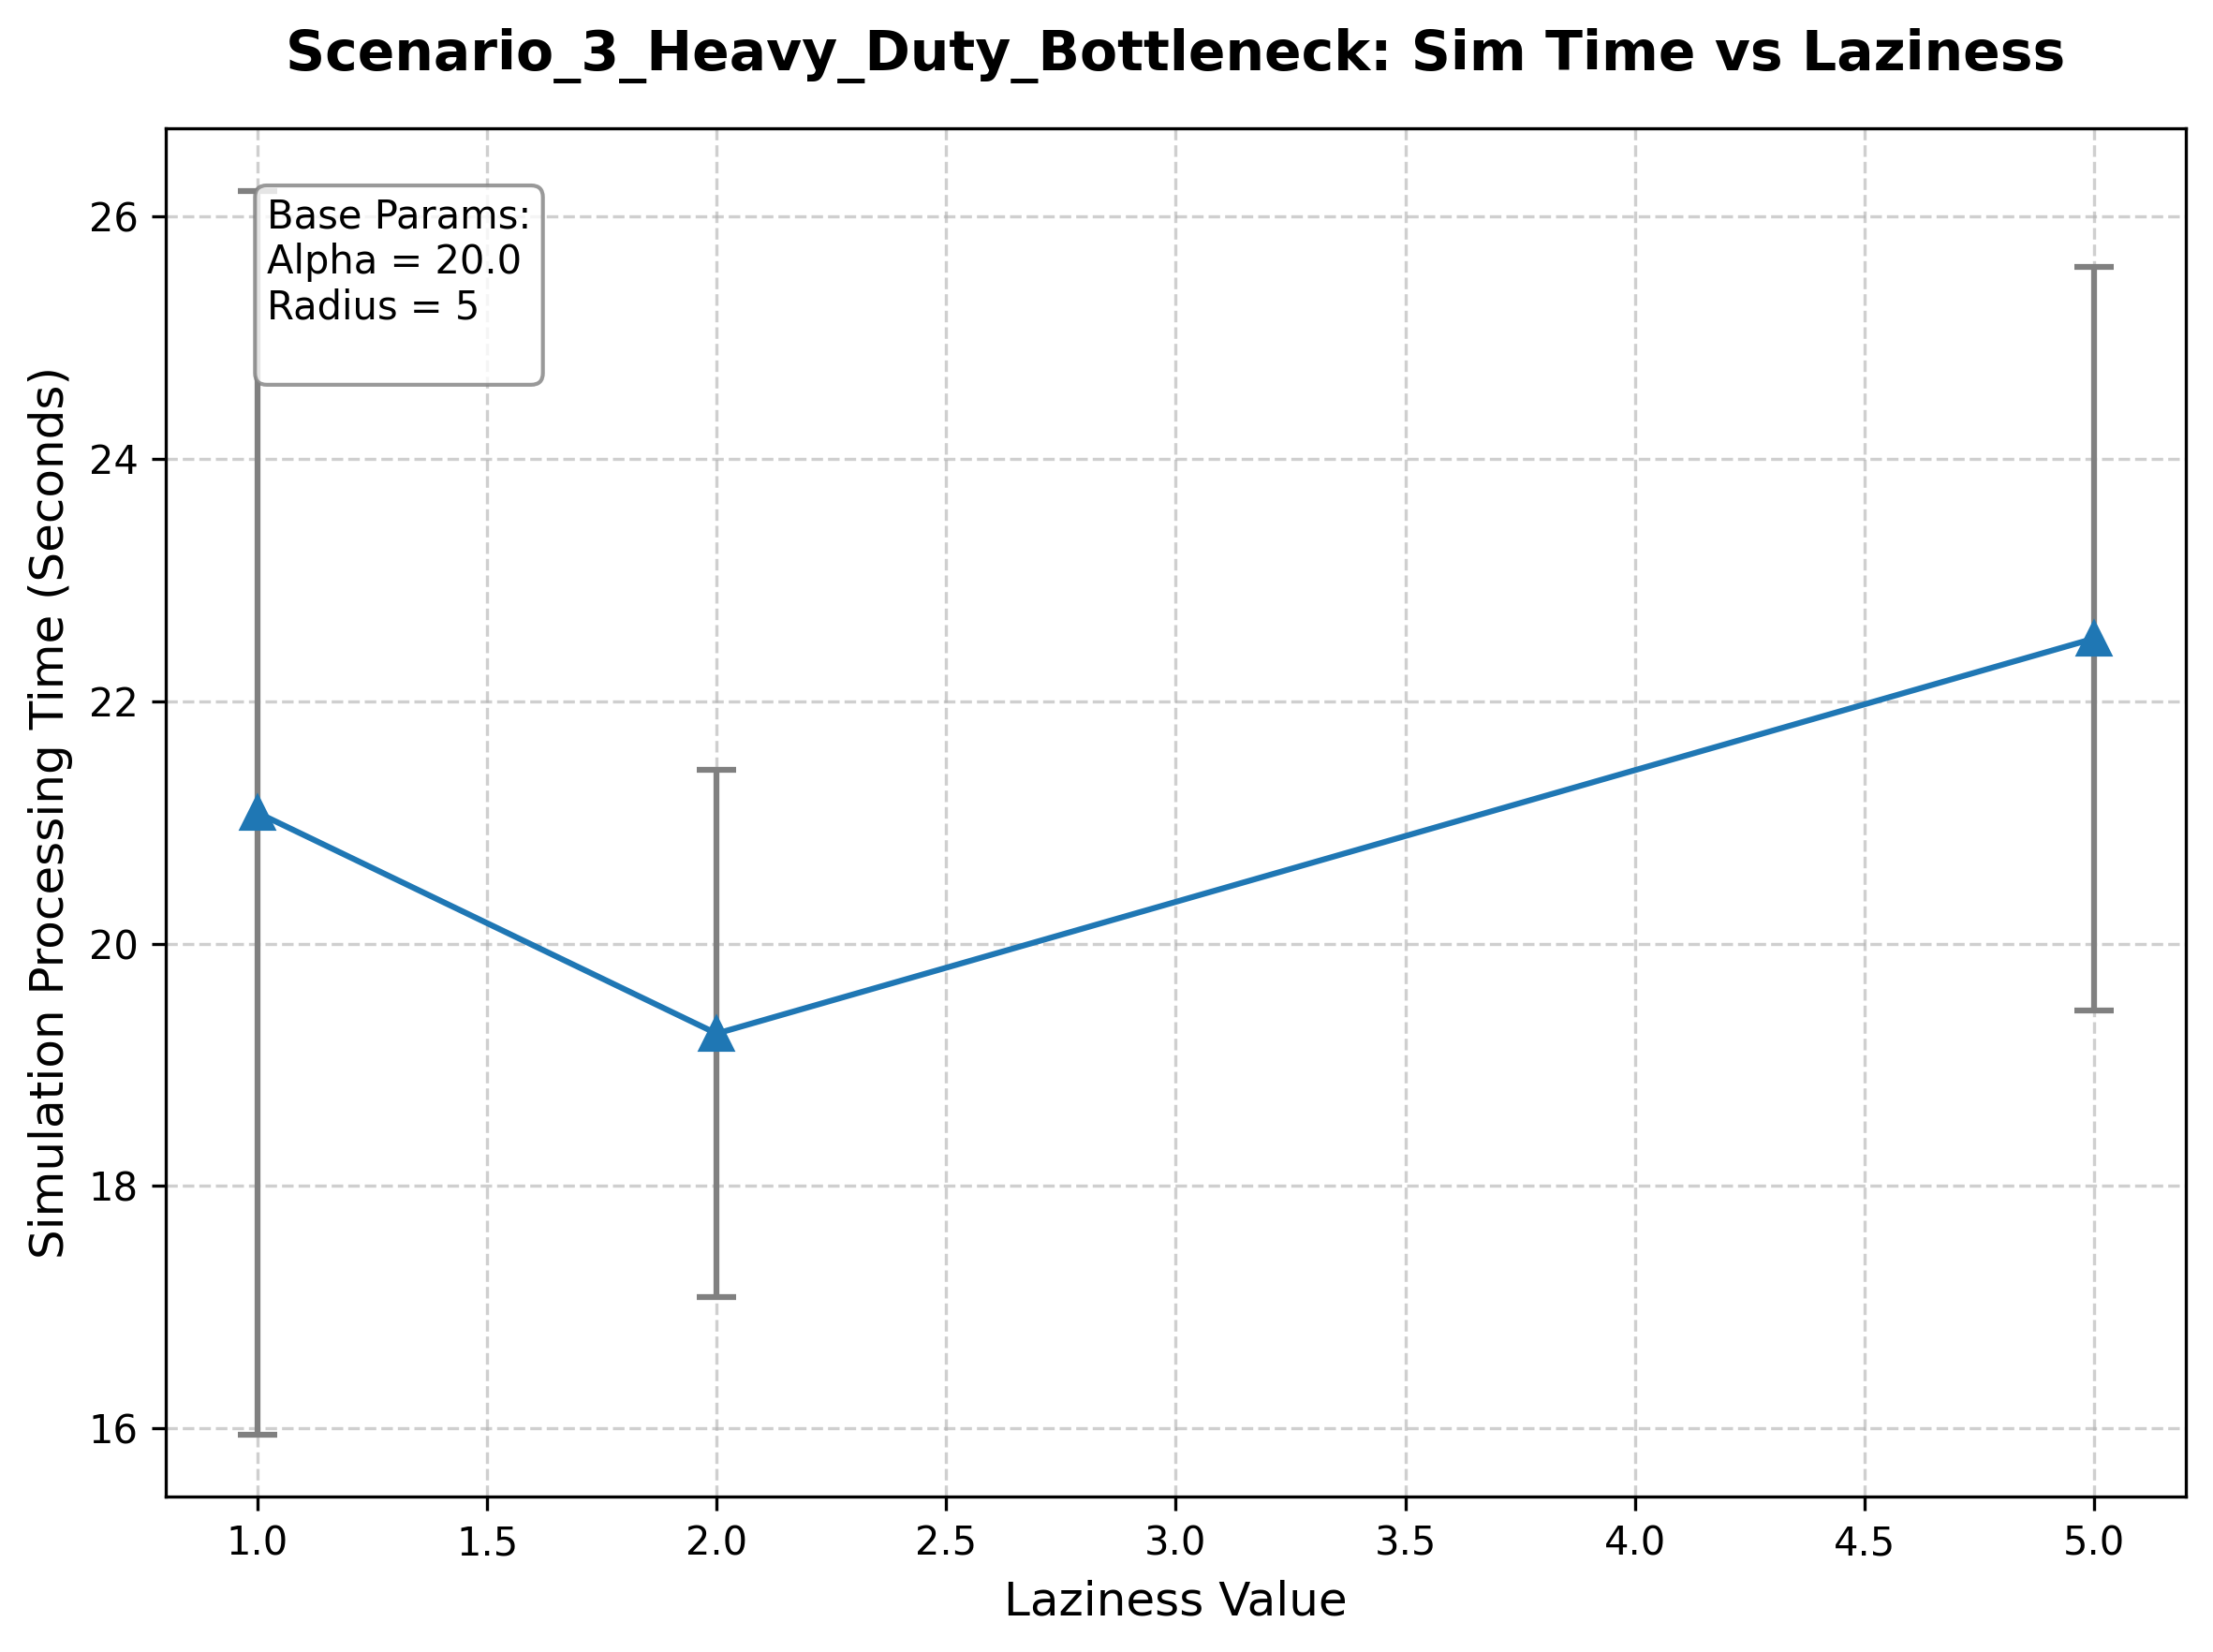 Scenario_3_Heavy_Duty_Bottleneck: Sim Time vs Laziness
Base Params:
Alpha = 20.0
Radius = 5
Simulation Processing Time (Seconds)
26
24
22
20
18
16
1.0 1.5 2.0 2.5 3.0 3.5 4.0 4.5 5.0
Laziness Value